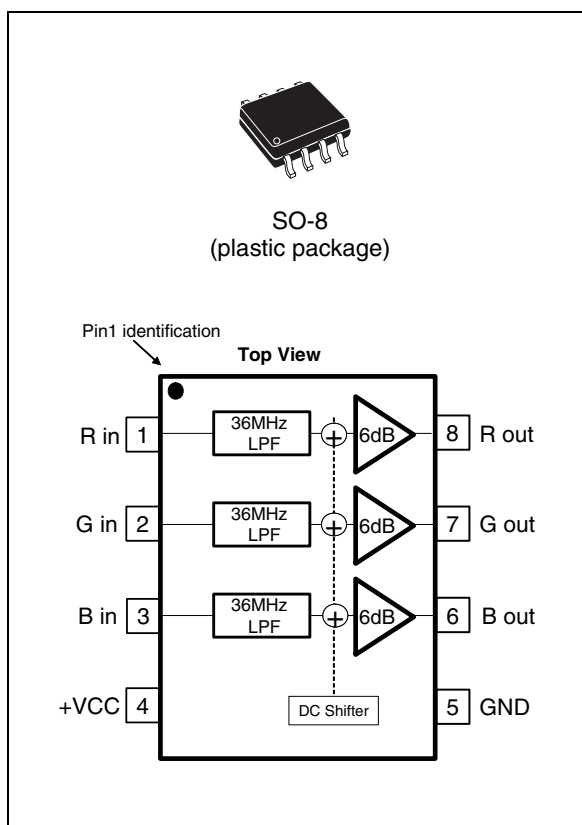 SO-8
(plastic package)
Pin1 identification
Top View
R in 1 36MHz LPF + 6dB 8 R out
G in 2 36MHz LPF + 6dB 7 G out
B in 3 36MHz LPF + 6dB 6 B out
+VCC 4 DC Shifter 5 GND